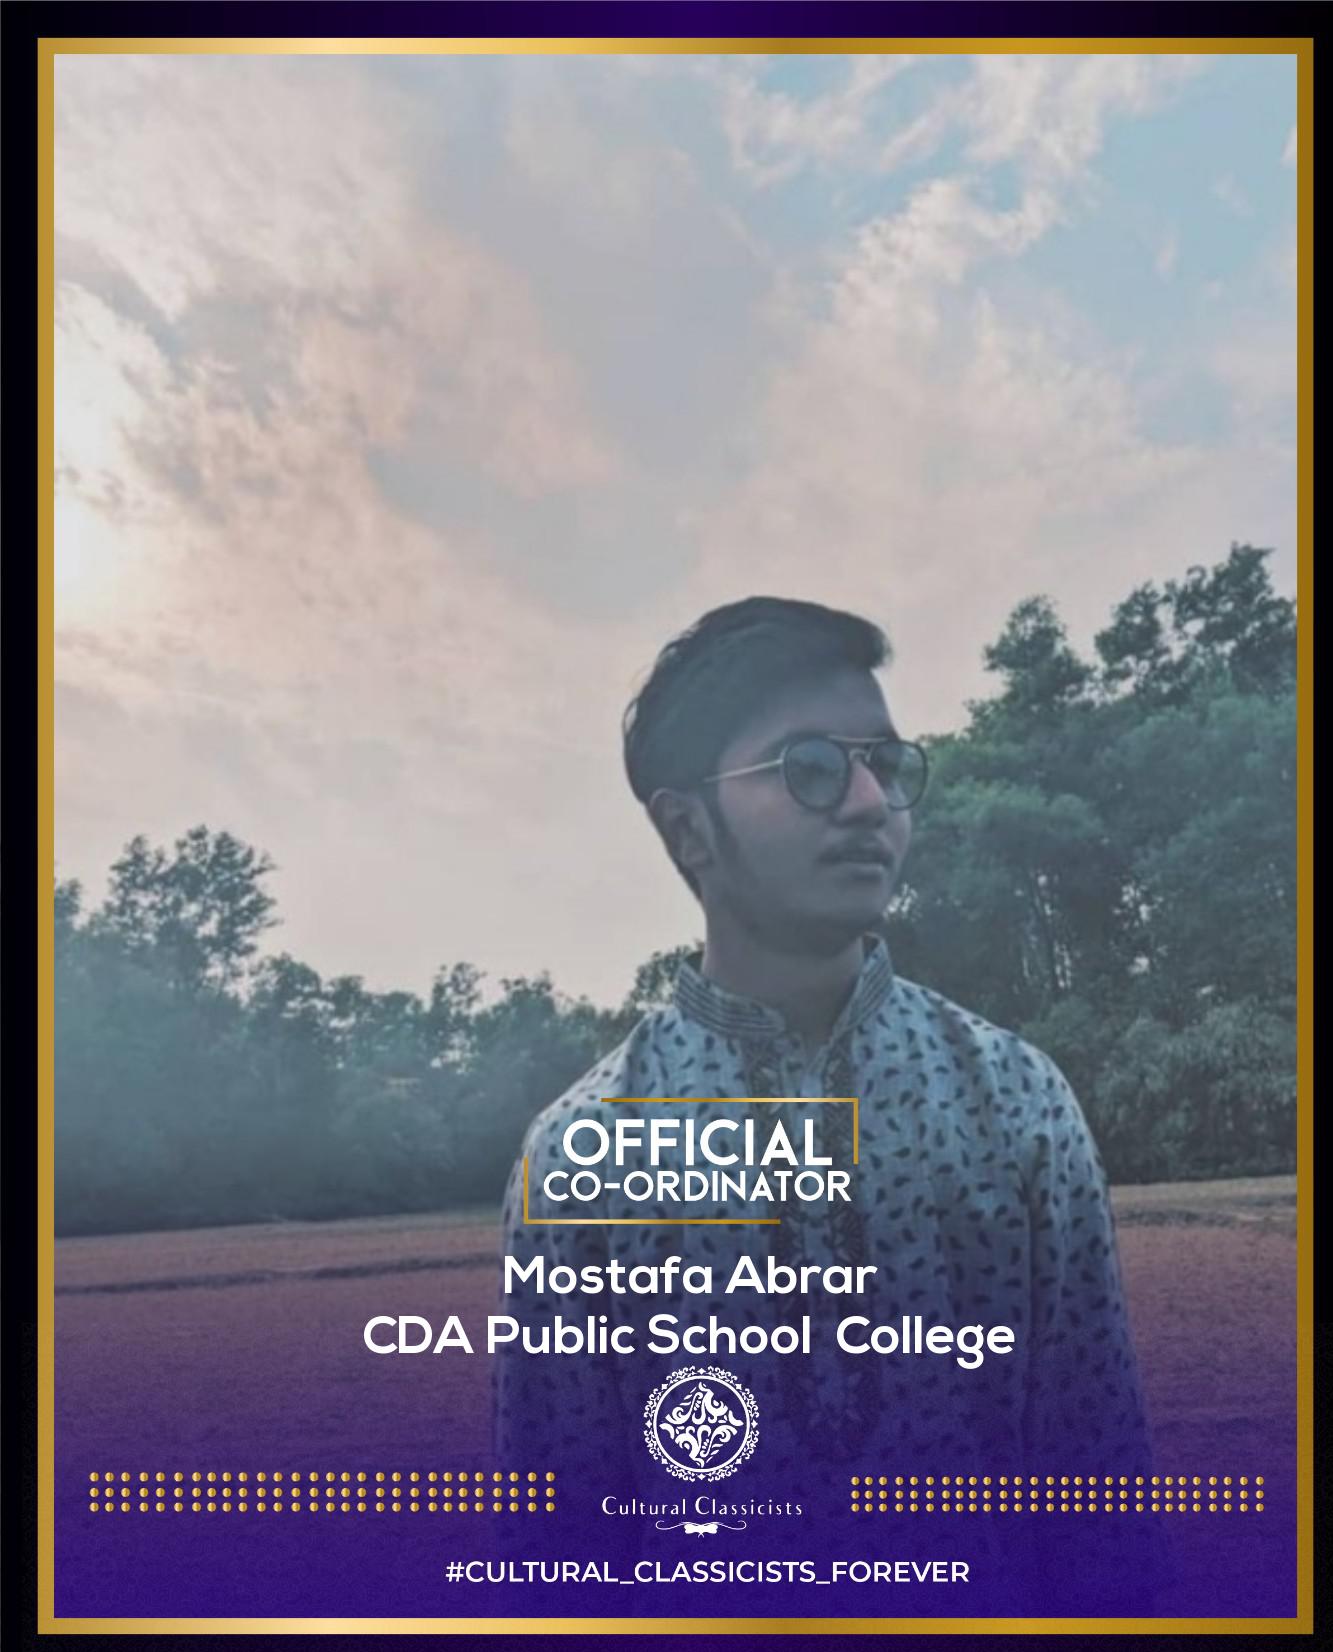 OFFICIAL
CO-ORDINATOR
Mostafa Abrar
CDA Public School  College
Cultural Classicists
#CULTURAL_CLASSICISTS_FOREVER